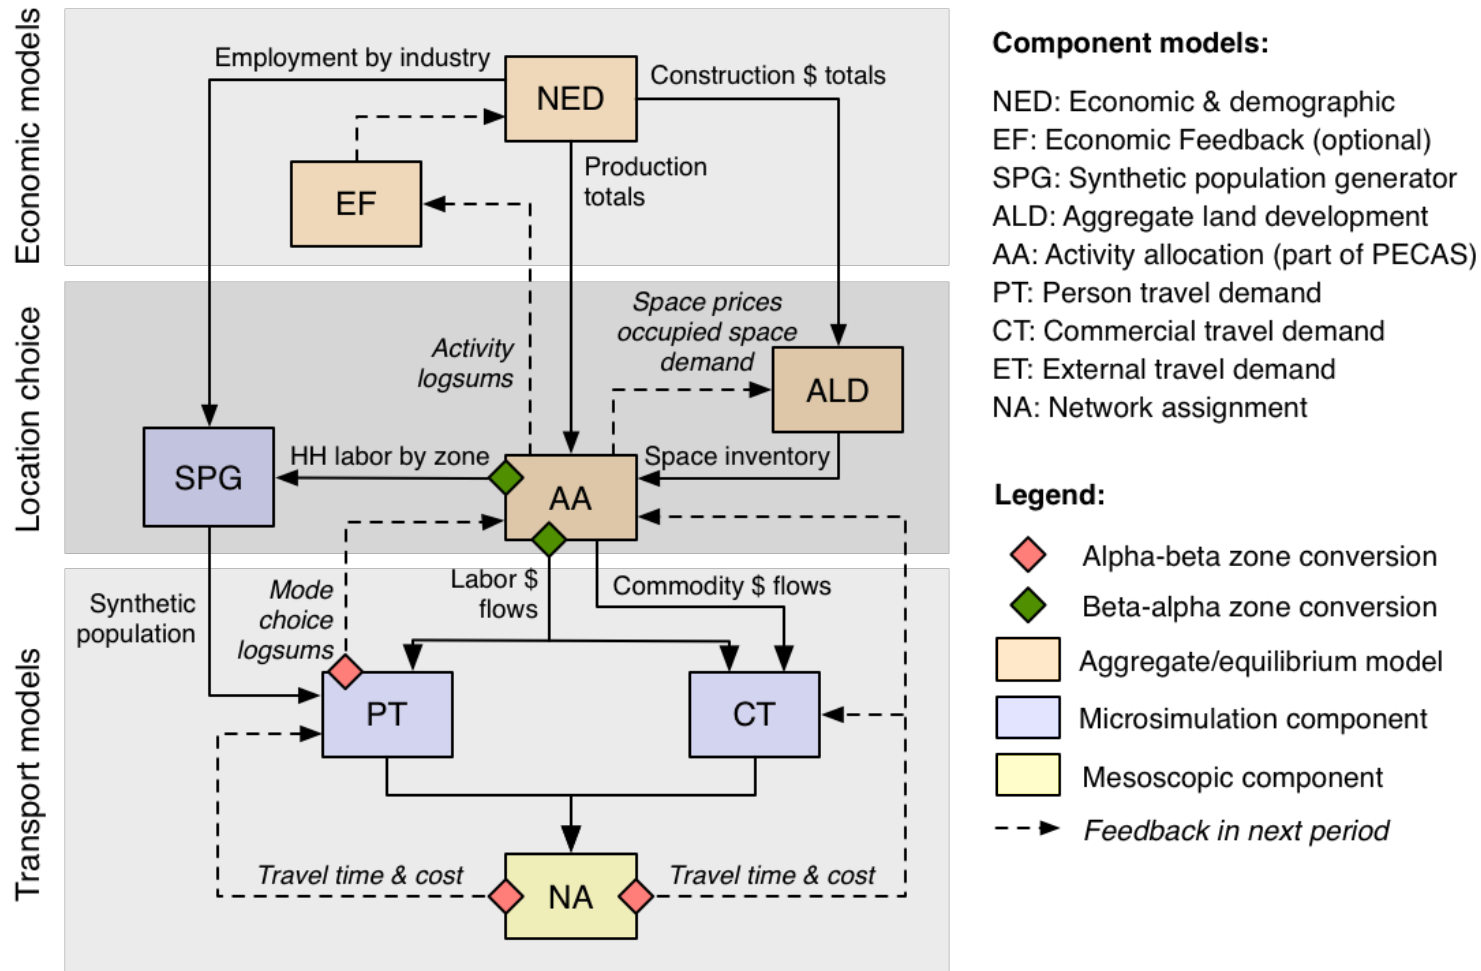 Economic models
Employment by industry
NED
Construction $ totals
EF
Production
totals
Location choice
Space prices
occupied space
demand
Activity
logsums
ALD
SPG
HH labor by zone
AA
Space inventory
Transport models
Synthetic
population
Mode
choice
logsums
Labor $
flows
Commodity $ flows
PT
CT
Travel time & cost
NA
Travel time & cost
Component models:
NED: Economic & demographic
EF: Economic Feedback (optional)
SPG: Synthetic population generator
ALD: Aggregate land development
AA: Activity allocation (part of PECAS)
PT: Person travel demand
CT: Commercial travel demand
ET: External travel demand
NA: Network assignment
Legend:
Alpha-beta zone conversion
Beta-alpha zone conversion
Aggregate/equilibrium model
Microsimulation component
Mesoscopic component
Feedback in next period